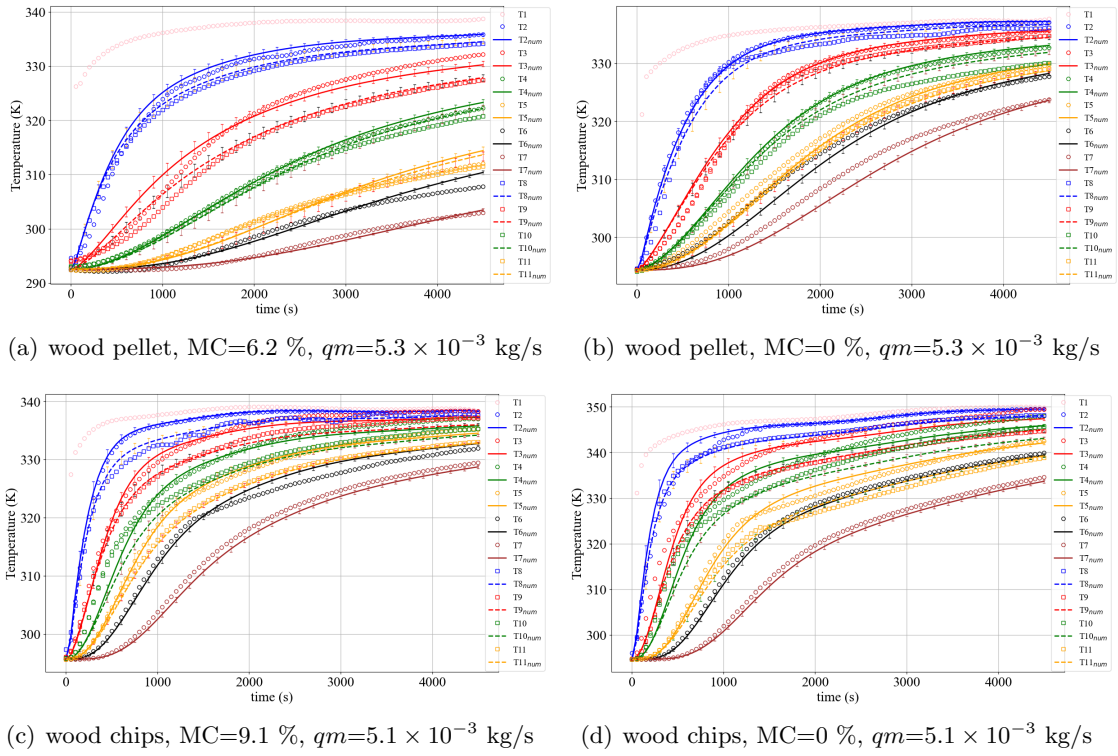 340
330
320
310
300
290
Temperature (K)
0
1000
2000
3000
4000
time (s)
T1
T2
T2num
T3
T3num
T4
T4num
T5
T5num
T6
T6num
T7
T7num
T8
T8num
T9
T9num
T10
T10num
T11
T11num
(a) wood pellet, MC=6.2 %, qm=5.3 × 10⁻³ kg/s
330
320
310
300
Temperature (K)
0
1000
2000
3000
4000
time (s)
T1
T2
T2num
T3
T3num
T4
T4num
T5
T5num
T6
T6num
T7
T7num
T8
T8num
T9
T9num
T10
T10num
T11
T11num
(b) wood pellet, MC=0 %, qm=5.3 × 10⁻³ kg/s
340
330
320
310
300
Temperature (K)
0
1000
2000
3000
4000
time (s)
T1
T2
T2num
T3
T3num
T4
T4num
T5
T5num
T6
T6num
T7
T7num
T8
T8num
T9
T9num
T10
T10num
T11
T11num
(c) wood chips, MC=9.1 %, qm=5.1 × 10⁻³ kg/s
350
340
330
320
310
300
Temperature (K)
0
1000
2000
3000
4000
time (s)
T1
T2
T2num
T3
T3num
T4
T4num
T5
T5num
T6
T6num
T7
T7num
T8
T8num
T9
T9num
T10
T10num
T11
T11num
(d) wood chips, MC=0 %, qm=5.1 × 10⁻³ kg/s